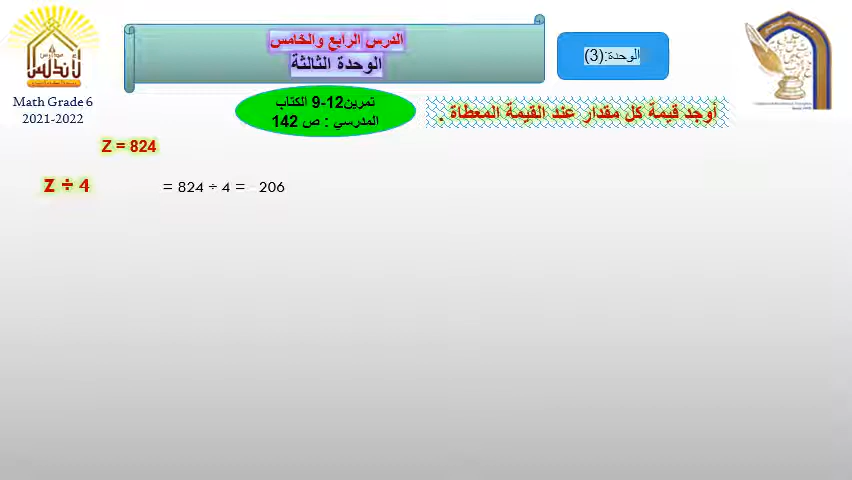 الدرس الرابع والخامس
الوحدة الثالثة
الوحدة:(3)
الأندلس
Math Grade 6
2021-2022
تمرين12-9 الكتاب
المدرسي : ص 142
أوجد قيمة كل مقدار عند القيمة المعطاة .
Z = 824
z ÷ 4
= 824 ÷ 4 = 206